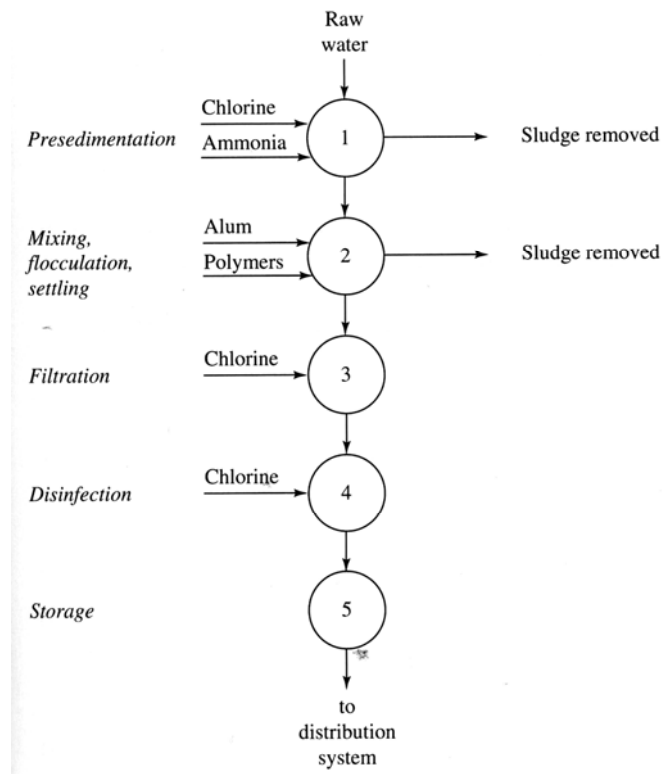 Raw
water
Chlorine
Presedimentation
Ammonia
1
Sludge removed
Alum
Mixing,
flocculation,
settling
Polymers
2
Sludge removed
Chlorine
Filtration
3
Chlorine
Disinfection
4
Storage
5
to
distribution
system